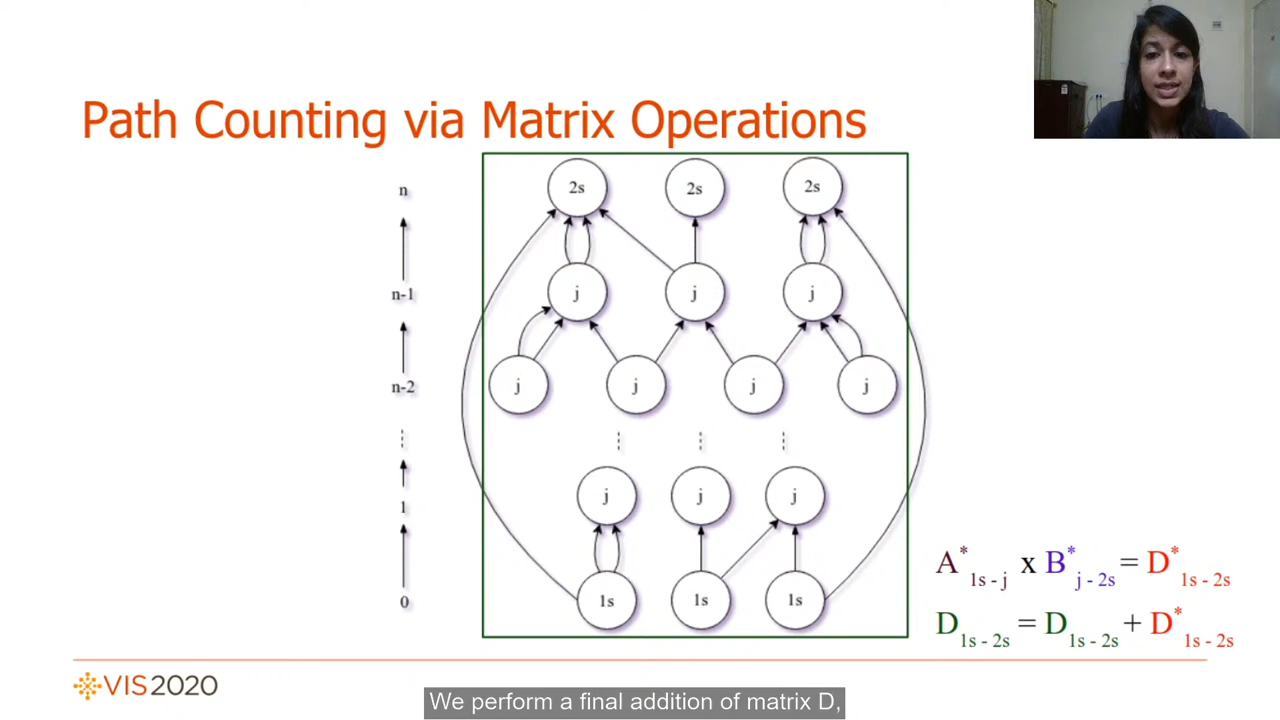 Path Counting via Matrix Operations
n
2s
2s
2s
n-1
j
j
j
n-2
j
j
j
j
⋮
⋮
⋮
⋮
j
j
j
1
0
1s
1s
1s
A*1s - j x B*j - 2s = D*1s - 2s
D1s - 2s = D1s - 2s + D*1s - 2s
VIS2020
We perform a final addition of matrix D,